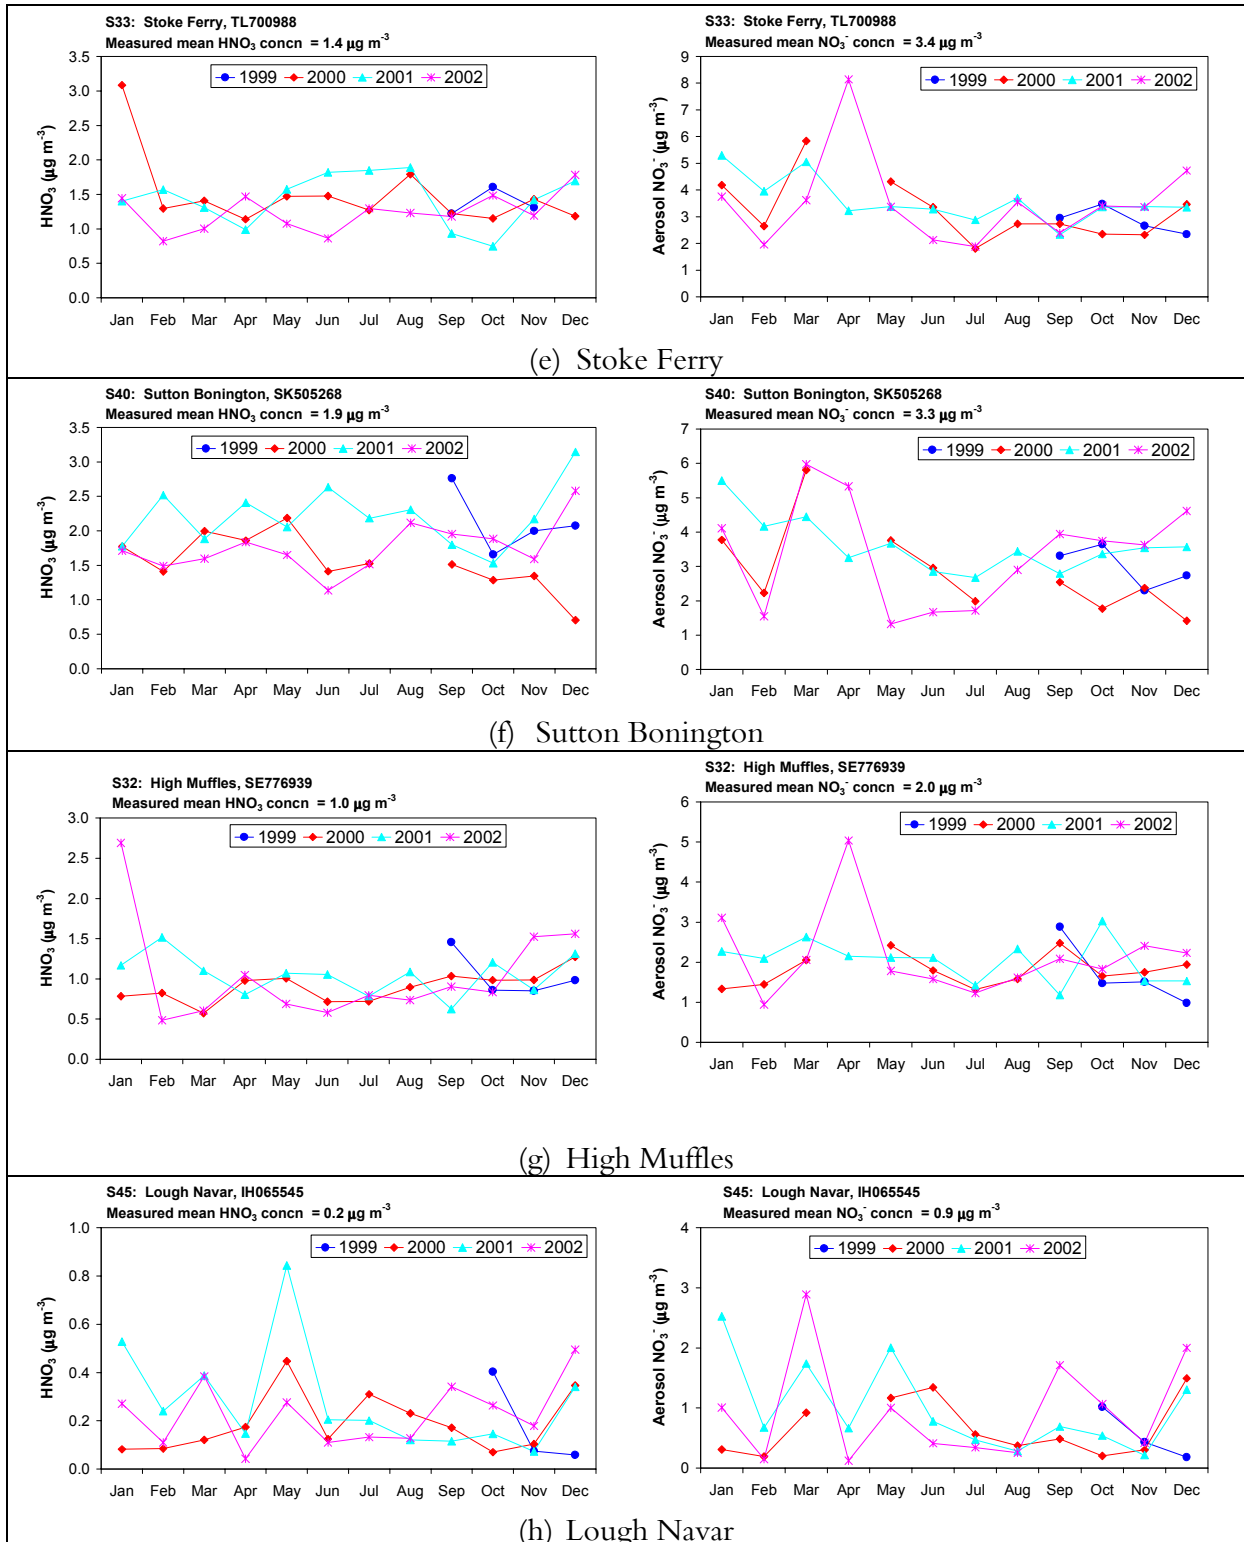 S33: Stoke Ferry, TL700988
Measured mean HNO₃ concn = 1.4 µg m⁻³
HNO₃ (µg m⁻³)
3.5
3.0
2.5
2.0
1.5
1.0
0.5
0.0
1999 2000 2001 2002
Jan Feb Mar Apr May Jun Jul Aug Sep Oct Nov Dec
S33: Stoke Ferry, TL700988
Measured mean NO₃⁻ concn = 3.4 µg m⁻³
Aerosol NO₃⁻ (µg m⁻³)
9
8
7
6
5
4
3
2
1
0
1999 2000 2001 2002
Jan Feb Mar Apr May Jun Jul Aug Sep Oct Nov Dec
(e) Stoke Ferry
S40: Sutton Bonington, SK505268
Measured mean HNO₃ concn = 1.9 µg m⁻³
HNO₃ (µg m⁻³)
3.5
3.0
2.5
2.0
1.5
1.0
0.5
0.0
1999 2000 2001 2002
Jan Feb Mar Apr May Jun Jul Aug Sep Oct Nov Dec
S40: Sutton Bonington, SK505268
Measured mean NO₃⁻ concn = 3.3 µg m⁻³
Aerosol NO₃⁻ (µg m⁻³)
7
6
5
4
3
2
1
0
1999 2000 2001 2002
Jan Feb Mar Apr May Jun Jul Aug Sep Oct Nov Dec
(f) Sutton Bonington
S32: High Muffles, SE776939
Measured mean HNO₃ concn = 1.0 µg m⁻³
HNO₃ (µg m⁻³)
3.0
2.5
2.0
1.5
1.0
0.5
0.0
1999 2000 2001 2002
Jan Feb Mar Apr May Jun Jul Aug Sep Oct Nov Dec
S32: High Muffles, SE776939
Measured mean NO₃⁻ concn = 2.0 µg m⁻³
Aerosol NO₃⁻ (µg m⁻³)
6
5
4
3
2
1
0
1999 2000 2001 2002
Jan Feb Mar Apr May Jun Jul Aug Sep Oct Nov Dec
(g) High Muffles
S45: Lough Navar, IH065545
Measured mean HNO₃ concn = 0.2 µg m⁻³
HNO₃ (µg m⁻³)
1.0
0.8
0.6
0.4
0.2
0.0
1999 2000 2001 2002
Jan Feb Mar Apr May Jun Jul Aug Sep Oct Nov Dec
S45: Lough Navar, IH065545
Measured mean NO₃⁻ concn = 0.9 µg m⁻³
Aerosol NO₃⁻ (µg m⁻³)
4
3
2
1
0
1999 2000 2001 2002
Jan Feb Mar Apr May Jun Jul Aug Sep Oct Nov Dec
(h) Lough Navar